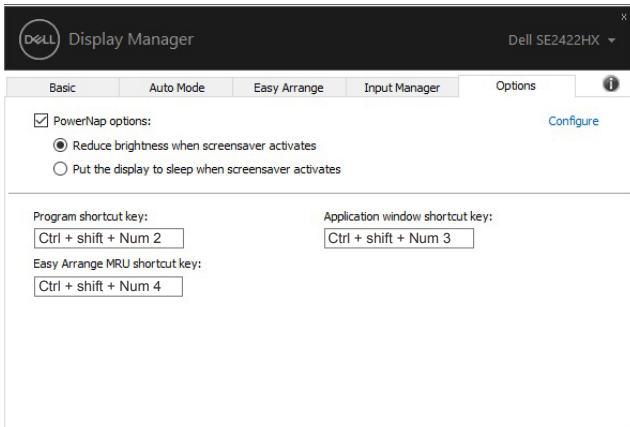 DELL Display Manager
Dell SE2422HX
x
Basic
Auto Mode
Easy Arrange
Input Manager
Options
PowerNap options:
Configure
Reduce brightness when screensaver activates
Put the display to sleep when screensaver activates
Program shortcut key:
Application window shortcut key:
Ctrl + shift + Num 2
Ctrl + shift + Num 3
Easy Arrange MRU shortcut key:
Ctrl + shift + Num 4